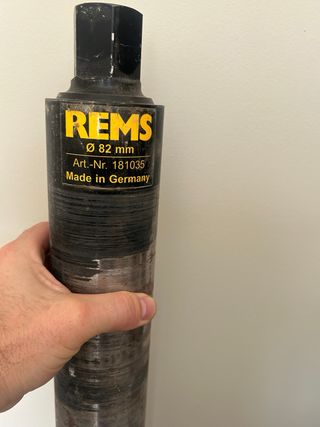 REMS
Ø 82 mm
Art.-Nr. 181035
Made in Germany